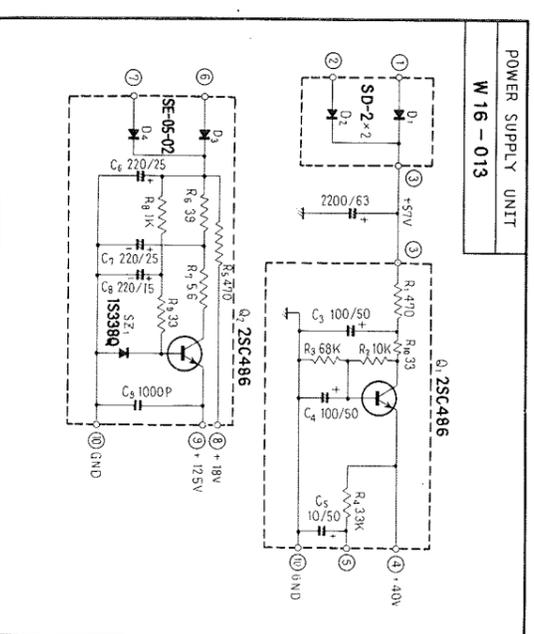 POWER SUPPLY UNIT
W 16 - 013
1
2
SD-2×2
D1
D2
3
+57V
2200/63
3
R1 470
C3 100/50
R10 33
R3 68K
R2 10K
Q1 2SC486
C4 100/50
R4 3.3K
C5
10/50
4
+40V
5
10
GND
6
7
SE-05-02
D3
D4
C6 220/25
R8 1K
R6 39
R5 470
C7 220/25
R7 5.6
C8 220/15
R9 33
SZ1
1S338Q
Q2 2SC486
C9 1000P
8
+18V
9
+12.5V
10
GND